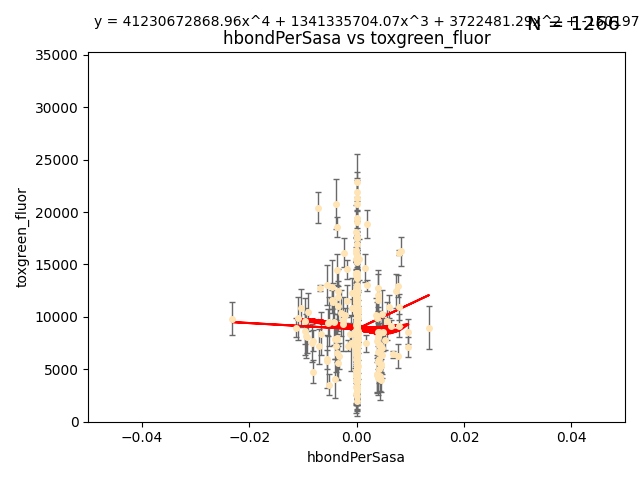 y = 41230672868.96x^4 + 1341335704.07x^3 + 3722481.29x^2 +
N = 1266
hbondPerSasa vs toxgreen_fluor
35000
30000
25000
20000
15000
10000
5000
0
toxgreen_fluor
−0.04
−0.02
0.00
0.02
0.04
hbondPerSasa